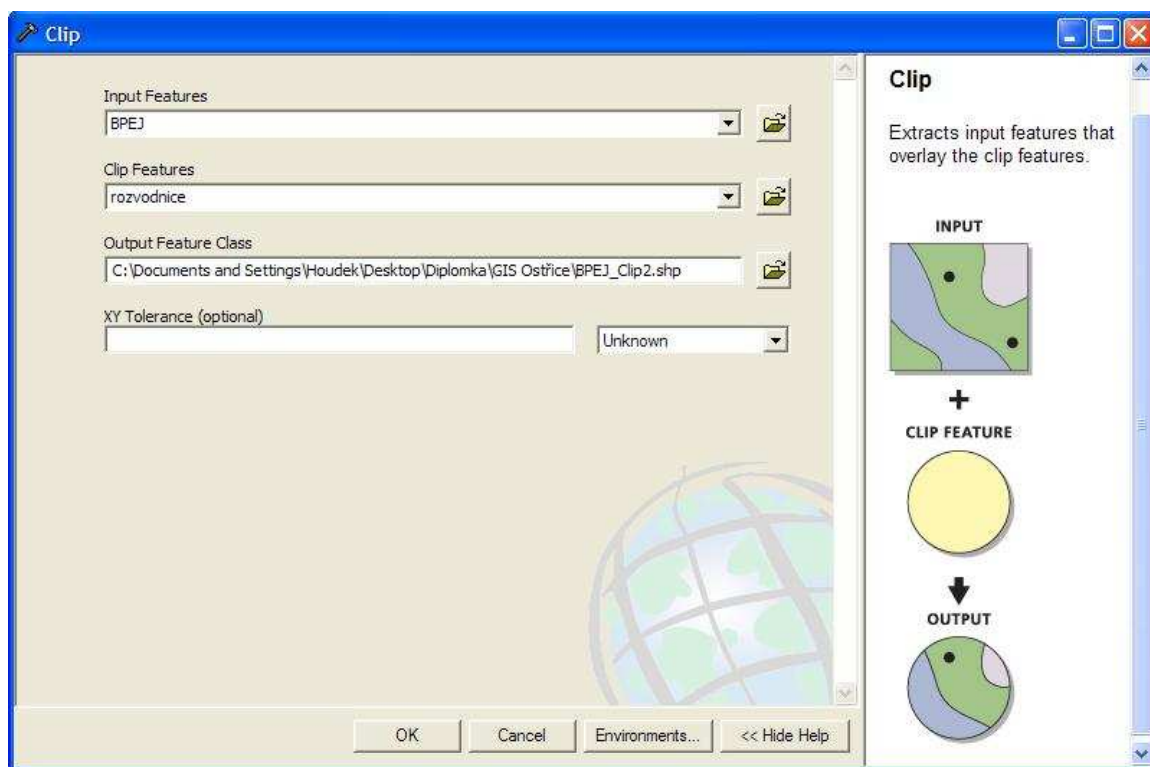 Clip
Input Features
BPEJ
Clip Features
rozvodnice
Output Feature Class
C:\Documents and Settings\Houdek\Desktop\Diplomka\GIS Ostřice\BPEJ_Clip2.shp
XY Tolerance (optional)
Unknown
OK
Cancel
Environments...
<< Hide Help
Clip
Extracts input features that
overlay the clip features.
INPUT
+
CLIP FEATURE
OUTPUT